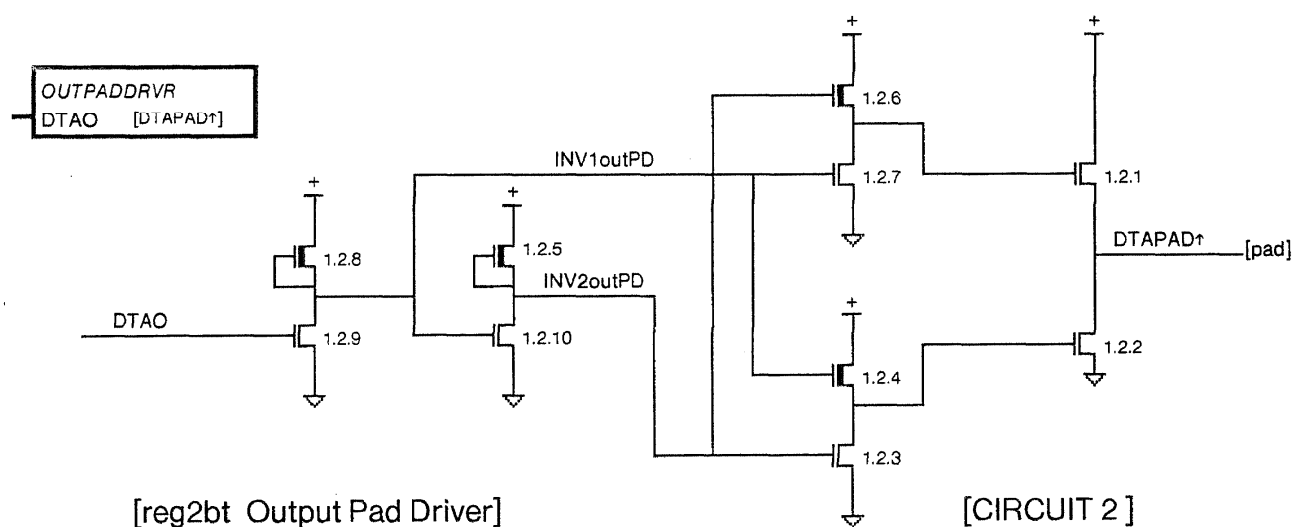 OUTPADDRVR
DTAO [DTAPAD↑]
+
+
+
+
+
1.2.6
INV1outPD
1.2.7
1.2.1
1.2.8
1.2.5
DTAPAD↑ [pad]
INV2outPD
DTAO
1.2.9
1.2.10
1.2.2
1.2.4
1.2.3
[reg2bt Output Pad Driver]
[CIRCUIT 2 ]